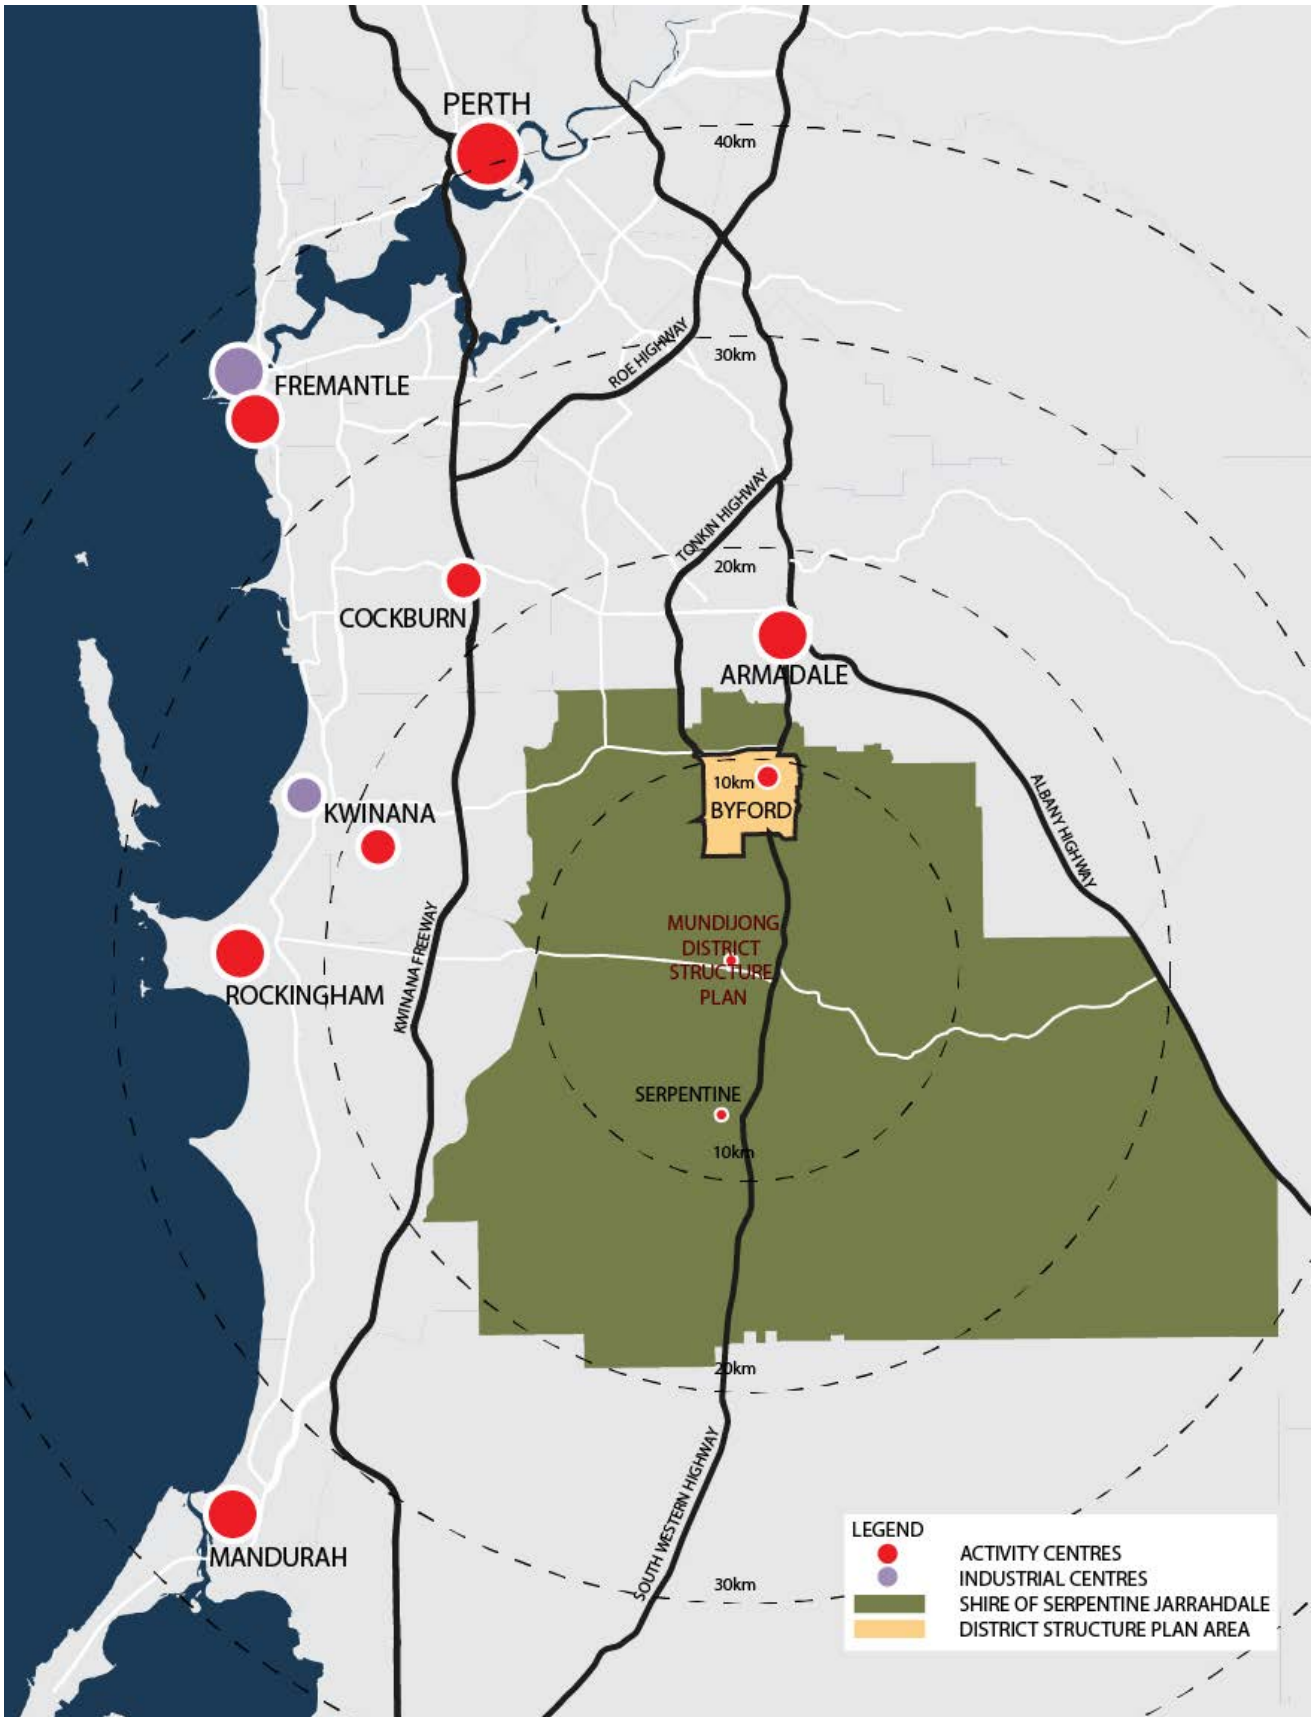 PERTH
40km
ROE HIGHWAY
30km
FREMANTLE
TONKIN HIGHWAY
20km
COCKBURN
ARMADALE
10km
BYFORD
ALBANY HIGHWAY
KWINANA
MUNDIJONG
DISTRICT
STRUCTURE
PLAN
KWINANA FREEWAY
ROCKINGHAM
SERPENTINE
10km
20km
SOUTH WESTERN HIGHWAY
MANDURAH
30km
LEGEND
ACTIVITY CENTRES
INDUSTRIAL CENTRES
SHIRE OF SERPENTINE JARRAHDALE
DISTRICT STRUCTURE PLAN AREA